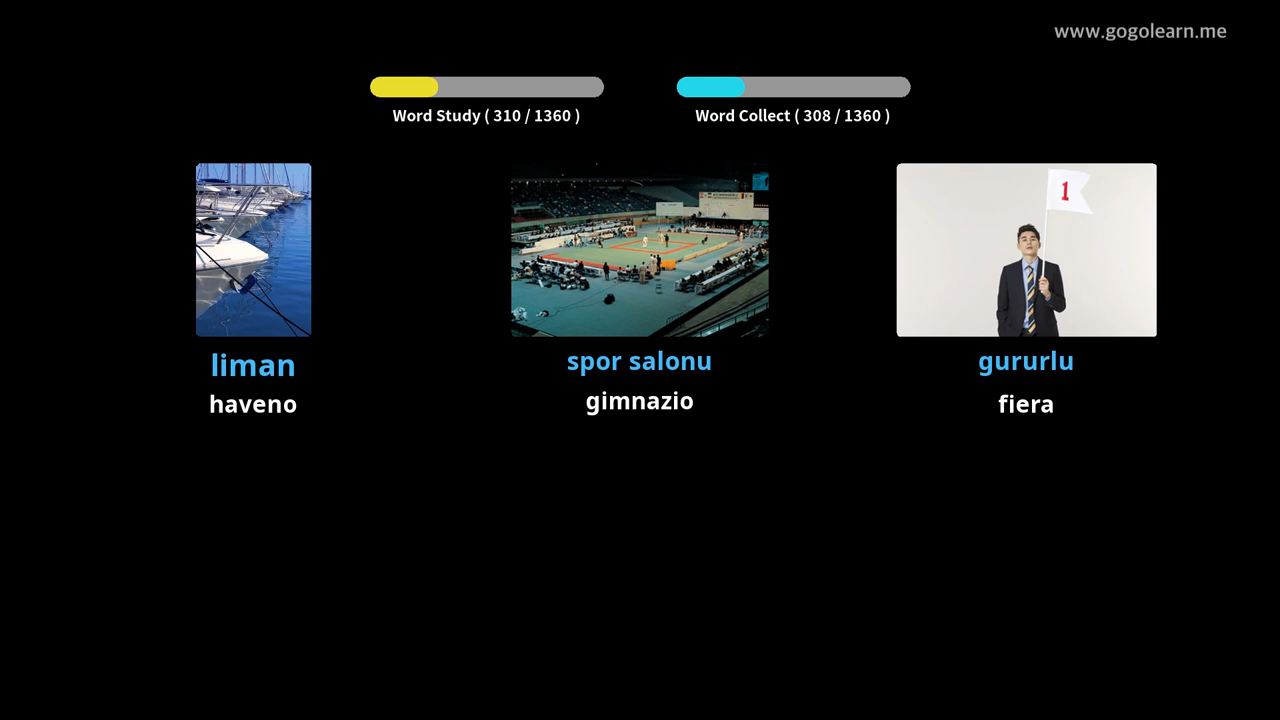 www.gogolearn.me
Word Study ( 310 / 1360 )
Word Collect ( 308 / 1360 )
1
liman
haveno
spor salonu
gimnazio
gururlu
fiera